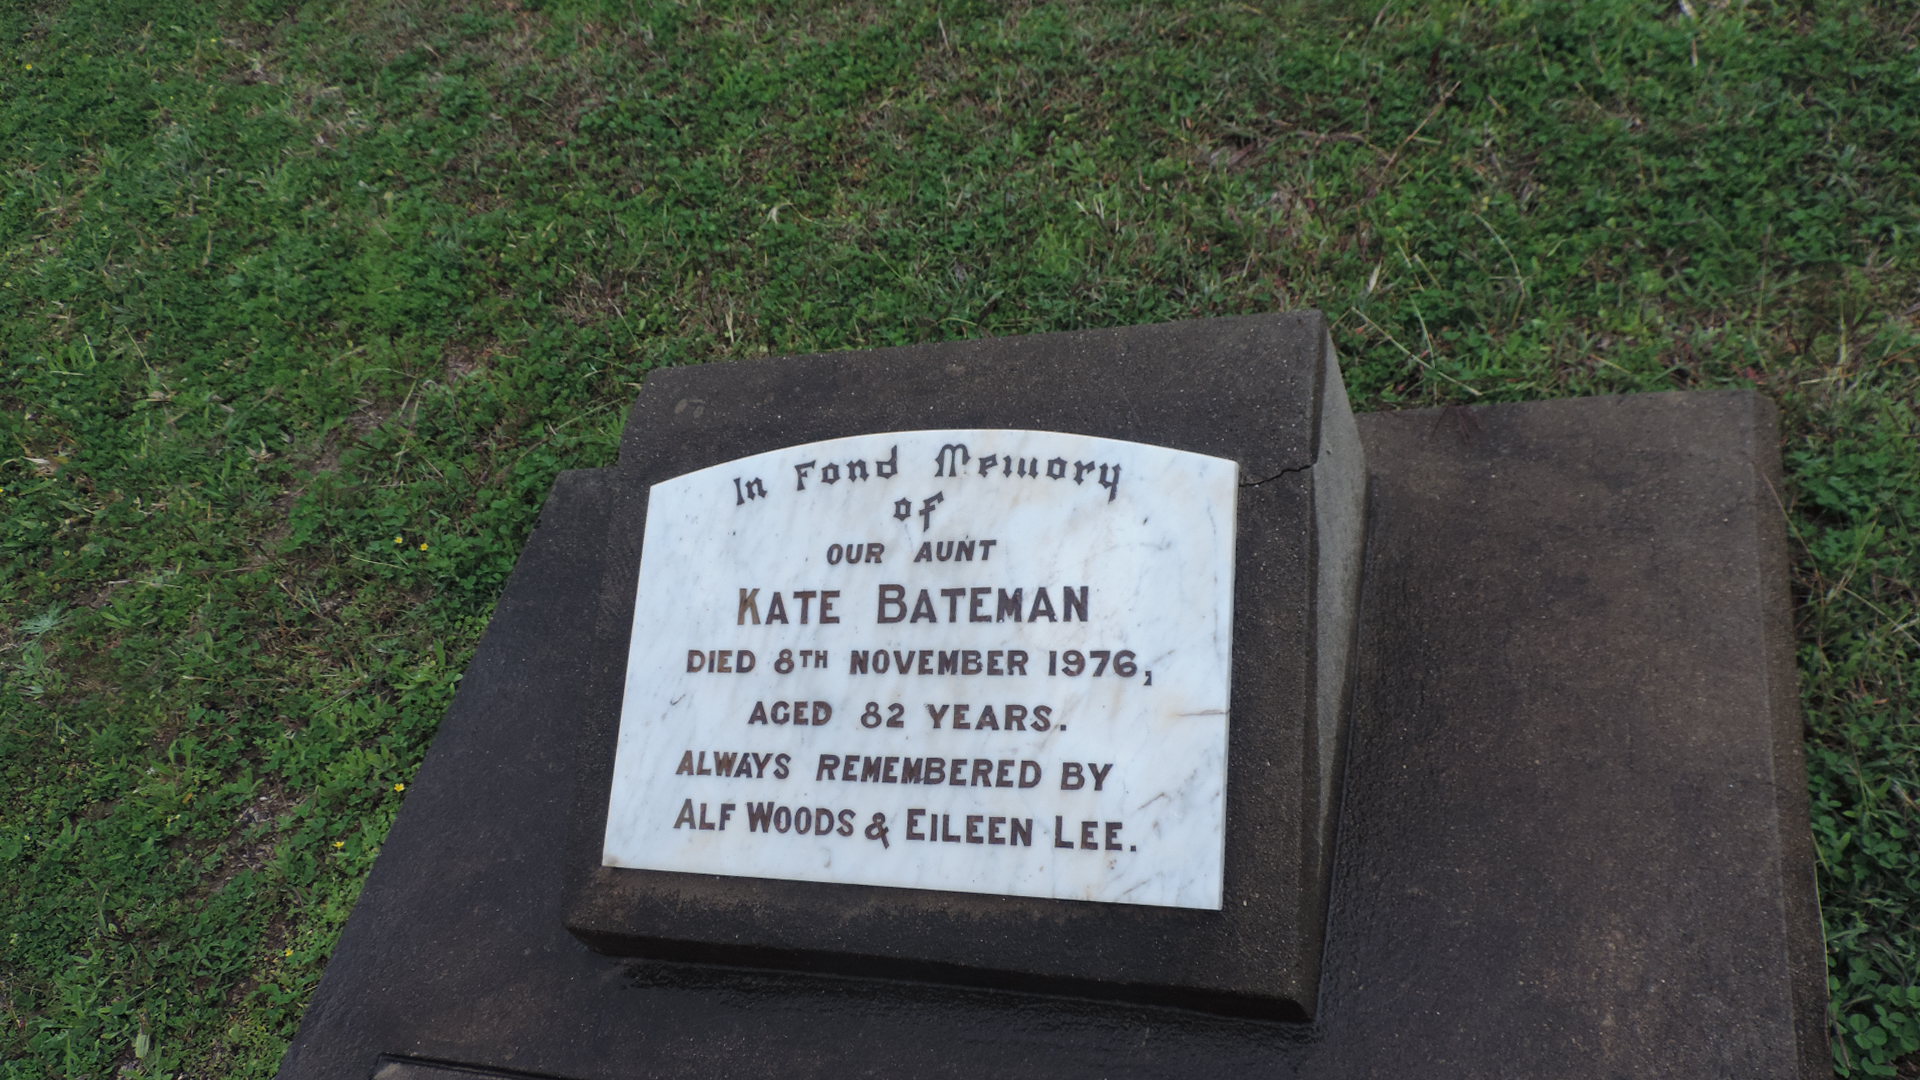 In Fond Memory
of
OUR AUNT
KATE BATEMAN
DIED 8TH NOVEMBER 1976,
AGED 82 YEARS.
ALWAYS REMEMBERED BY
ALF WOODS & EILEEN LEE.